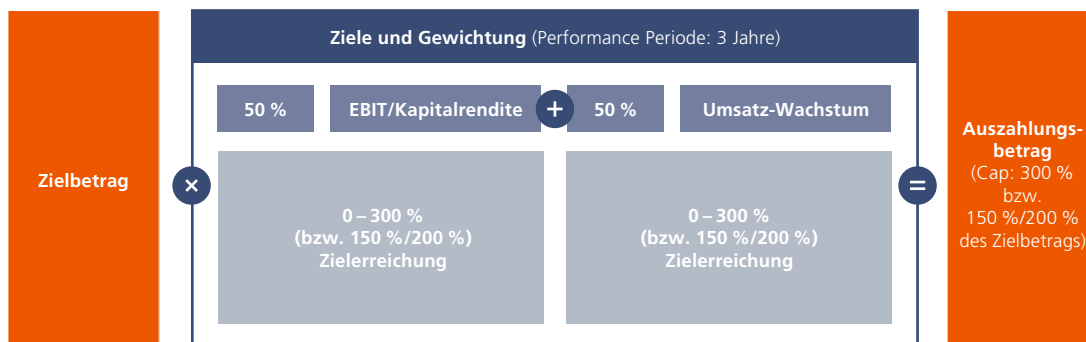 Ziele und Gewichtung (Performance Periode: 3 Jahre)
50 %
EBIT/Kapitalrendite
+
50 %
Umsatz-Wachstum
Zielbetrag
×
0 – 300 %
(bzw. 150 %/200 %)
Zielerreichung
0 – 300 %
(bzw. 150 %/200 %)
Zielerreichung
=
Auszahlungs-
betrag
(Cap: 300 %
bzw.
150 %/200 %
des Zielbetrags)